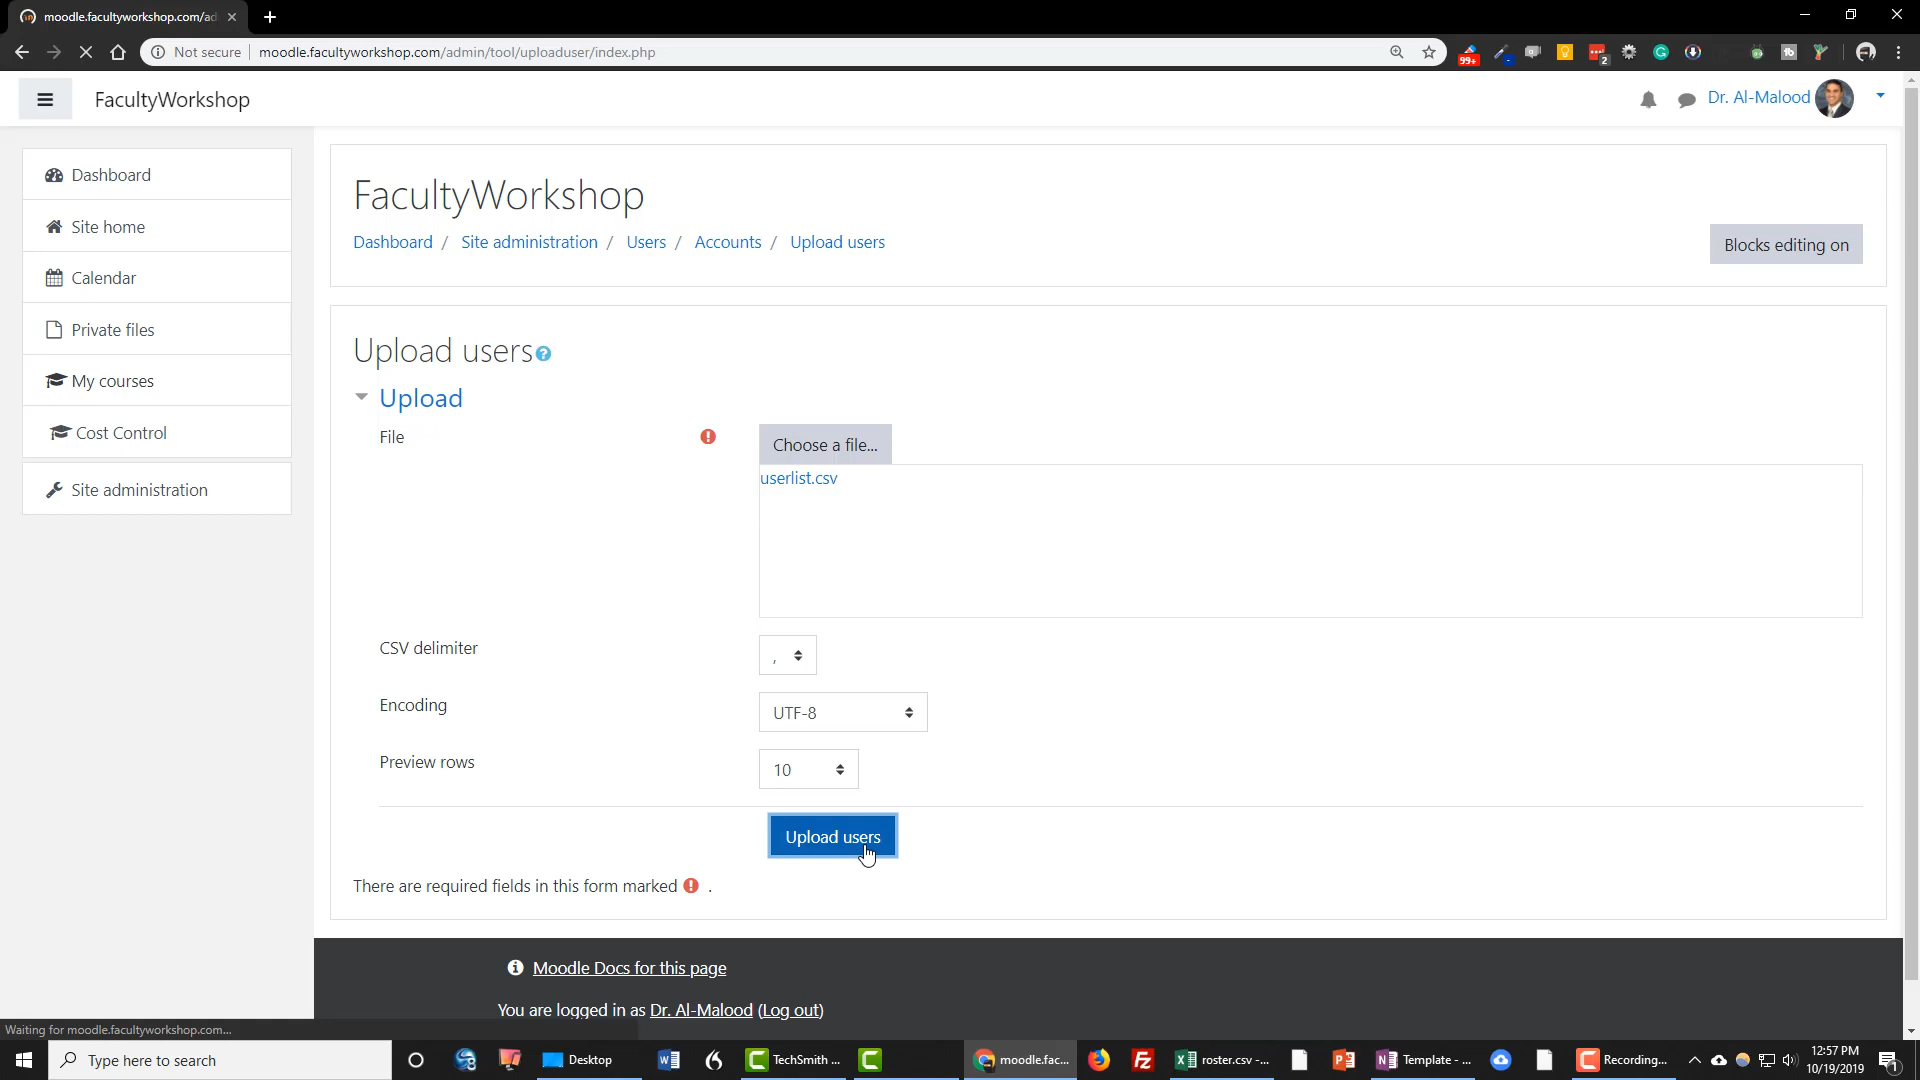 moodle.facultyworkshop.com/ad
Not secure
moodle.facultyworkshop.com/admin/tool/uploaduser/index.php
99+
2
FacultyWorkshop
Dr. Al-Malood
Dashboard
Site home
Calendar
Private files
My courses
Cost Control
Site administration
FacultyWorkshop
Dashboard / Site administration / Users / Accounts / Upload users
Blocks editing on
Upload users
Upload
File
Choose a file...
userlist.csv
CSV delimiter
,
Encoding
UTF-8
Preview rows
10
Upload users
There are required fields in this form marked .
Moodle Docs for this page
You are logged in as Dr. Al-Malood (Log out)
Waiting for moodle.facultyworkshop.com...
Type here to search
Desktop
TechSmith ...
moodle.fac...
roster.csv -...
Template - ...
Recording...
12:57 PM
10/19/2019
1